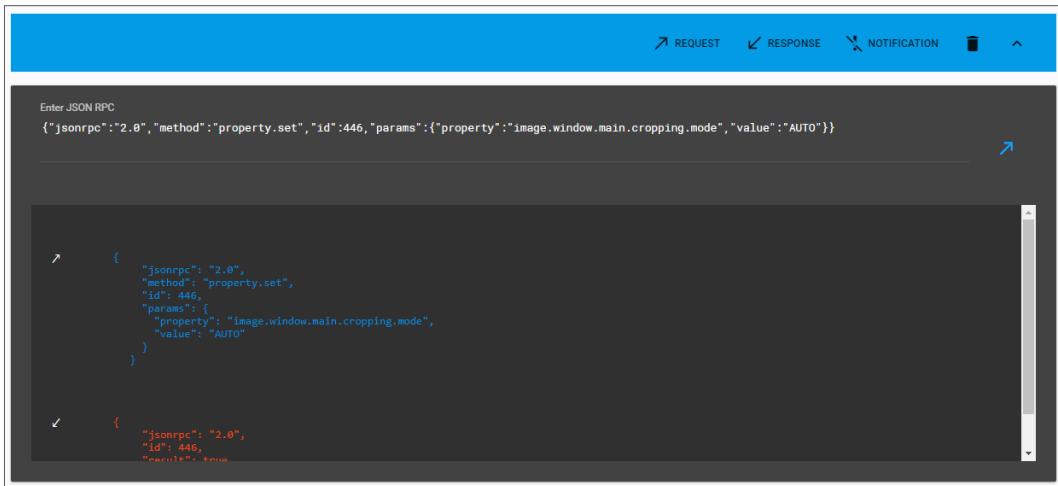 REQUEST RESPONSE NOTIFICATION
Enter JSON RPC
{"jsonrpc":"2.0","method":"property.set","id":446,"params":{"property":"image.window.main.cropping.mode","value":"AUTO"}}
{
"jsonrpc": "2.0",
"method": "property.set",
"id": 446,
"params": {
"property": "image.window.main.cropping.mode",
"value": "AUTO"
}
}
{
"jsonrpc": "2.0",
"id": 446,
"result": true